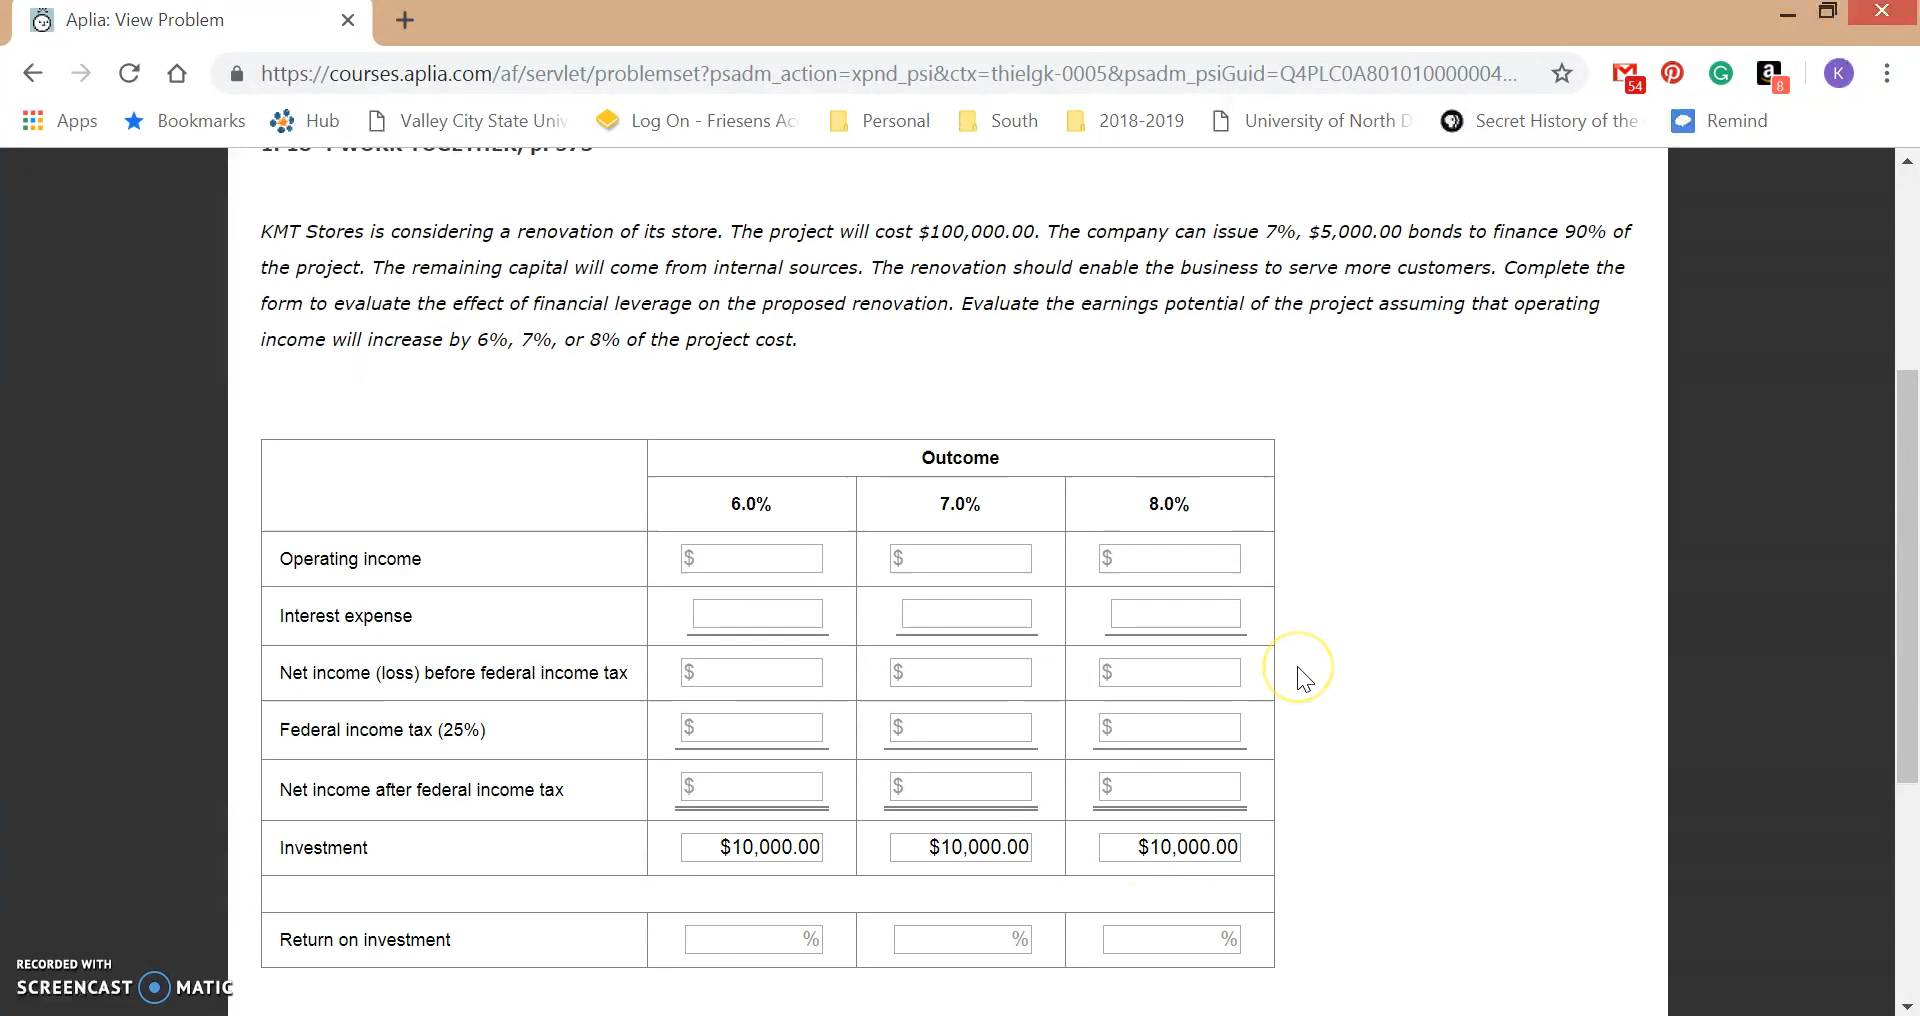 Aplia: View Problem
https://courses.aplia.com/af/servlet/problemset?psadm_action=xpnd_psi&ctx=thielgk-0005&psadm_psiGuid=Q4PLC0A801010000004...
54
a
8
K
Apps
Bookmarks
Hub
Valley City State Univ
Log On - Friesens Ac
Personal
South
2018-2019
University of North D
Secret History of the
Remind
WORK TOGETHER, p.
KMT Stores is considering a renovation of its store. The project will cost $100,000.00. The company can issue 7%, $5,000.00 bonds to finance 90% of
the project. The remaining capital will come from internal sources. The renovation should enable the business to serve more customers. Complete the
form to evaluate the effect of financial leverage on the proposed renovation. Evaluate the earnings potential of the project assuming that operating
income will increase by 6%, 7%, or 8% of the project cost.
Outcome
6.0% 7.0% 8.0%
Operating income $ $ $
Interest expense
Net income (loss) before federal income tax $ $ $
Federal income tax (25%) $ $ $
Net income after federal income tax $ $ $
Investment $10,000.00 $10,000.00 $10,000.00
Return on investment % % %
RECORDED WITH
SCREENCAST MATIC